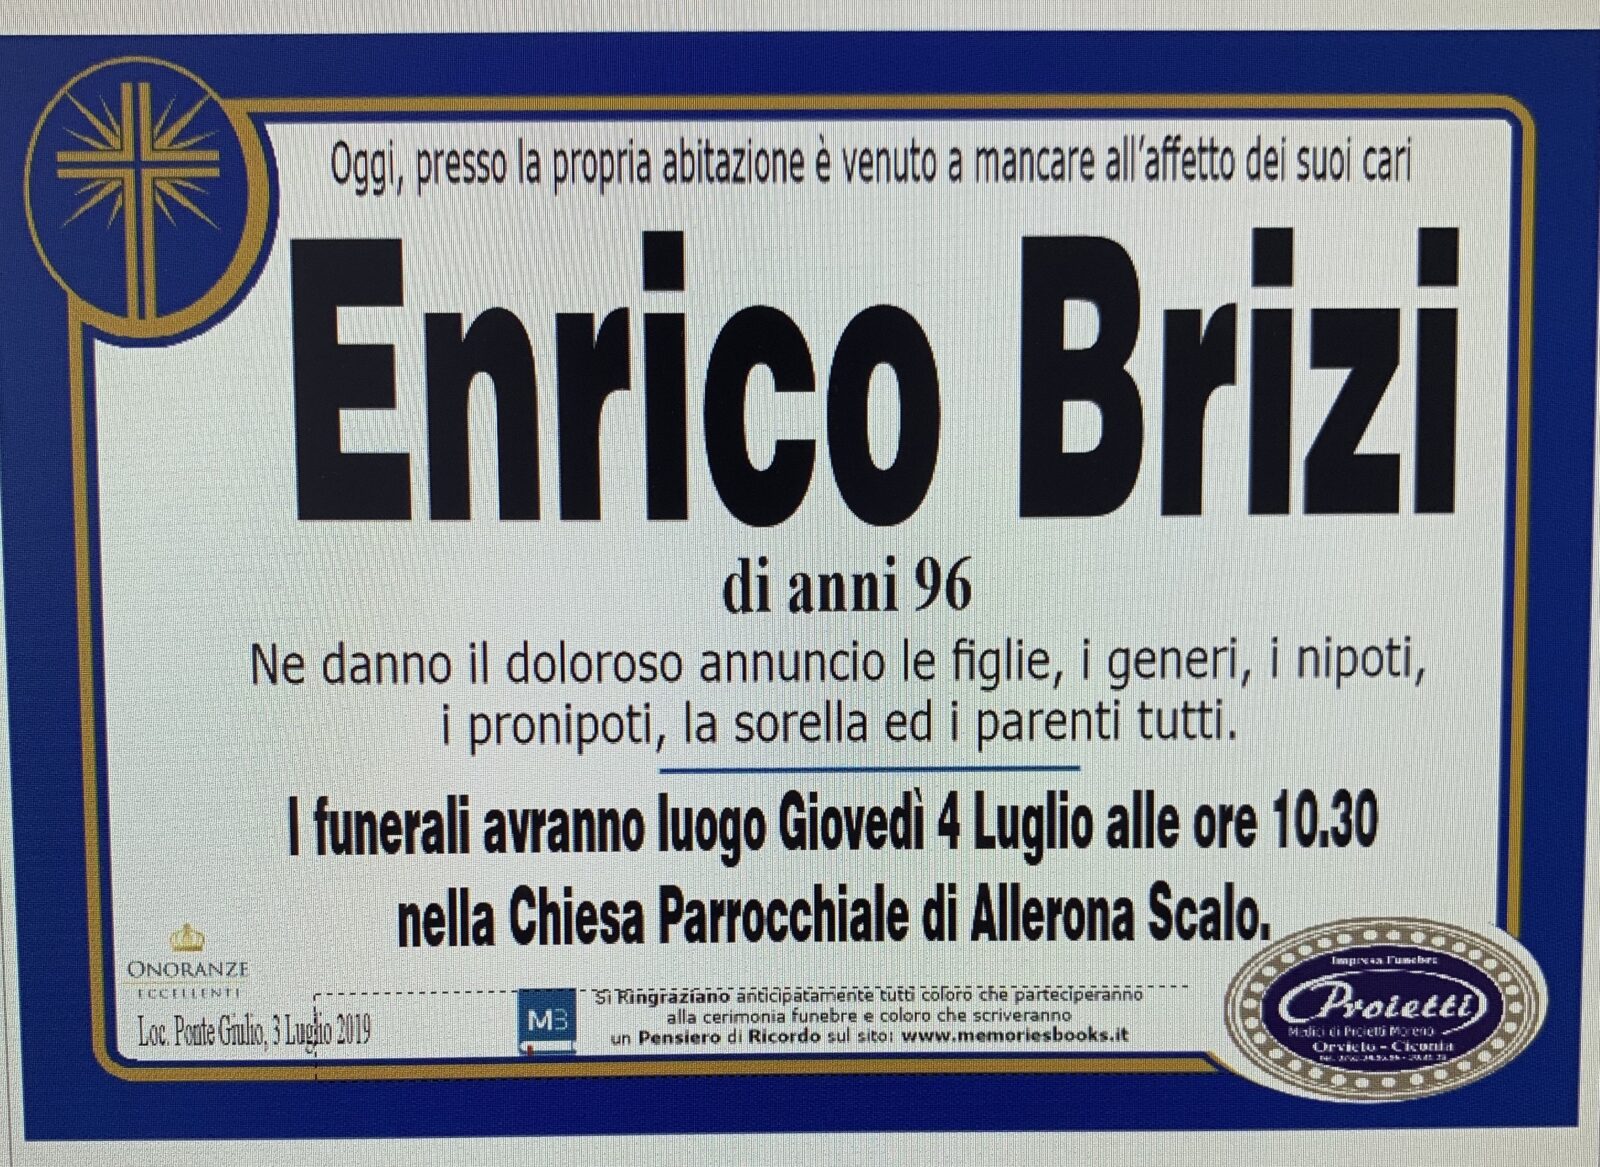 Oggi, presso la propria abitazione è venuto a mancare all'affetto dei suoi cari
Enrico Brizi
di anni 96
Ne danno il doloroso annuncio le figlie, i generi, i nipoti,
i pronipoti, la sorella ed i parenti tutti.
I funerali avranno luogo Giovedì 4 Luglio alle ore 10.30
nella Chiesa Parrocchiale di Allerona Scalo.
ONORANZE
ECCELLENTI
Loc. Ponte Giulio, 3 Luglio 2019
MB
Si Ringraziano anticipatamente tutti coloro che parteciperanno
alla cerimonia funebre e coloro che scriveranno
un Pensiero di Ricordo sul sito: www.memoriesbooks.it
Impresa Funebre
Proietti
di Proietti Moreno
Orvieto - Ciconia